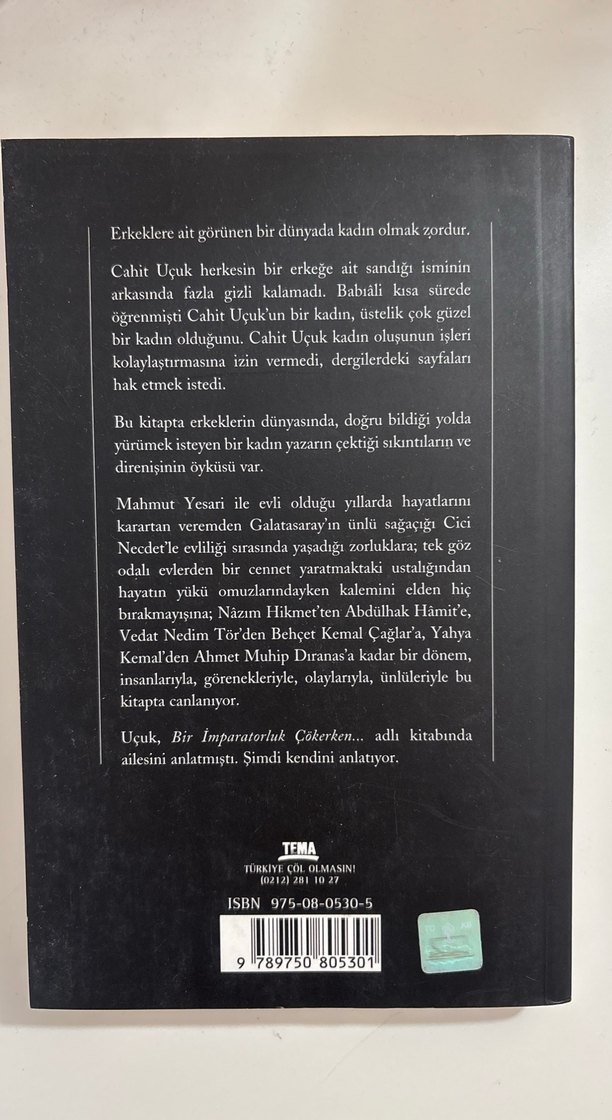 Erkeklere ait görünen bir dünyada kadın olmak zordur.
Cahit Uçuk herkesin bir erkeğe ait sandığı isminin
arkasında fazla gizli kalamadı. Babıâli kısa sürede
öğrenmişti Cahit Uçuk'un bir kadın, üstelik çok güzel
bir kadın olduğunu. Cahit Uçuk kadın oluşunun işleri
kolaylaştırmasına izin vermedi, dergilerdeki sayfaları
hak etmek istedi.
Bu kitapta erkeklerin dünyasında, doğru bildiği yolda
yürümek isteyen bir kadın yazarın çektiği sıkıntıların ve
direnişinin öyküsü var.
Mahmut Yesari ile evli olduğu yıllarda hayatlarını
karartan veremden Galatasaray'ın ünlü sağaçığı Cici
Necdet'le evliliği sırasında yaşadığı zorluklara; tek göz
odalı evlerden bir cennet yaratmaktaki ustalığından
hayatın yükü omuzlarındayken kalemini elden hiç
bırakmayışına; Nâzım Hikmet'ten Abdülhak Hâmit'e,
Vedat Nedim Tör'den Behçet Kemal Çağlar'a, Yahya
Kemal'den Ahmet Muhip Dıranas'a kadar bir dönem,
insanlarıyla, görenekleriyle, olaylarıyla, ünlüleriyle bu
kitapta canlanıyor.
Uçuk, Bir İmparatorluk Çökerken... adlı kitabında
ailesini anlatmıştı. Şimdi kendini anlatıyor.
TEMA
TÜRKİYE ÇÖL OLMASIN!
(0212) 281 10 27
ISBN 975-08-0530-5
9 789750 805301